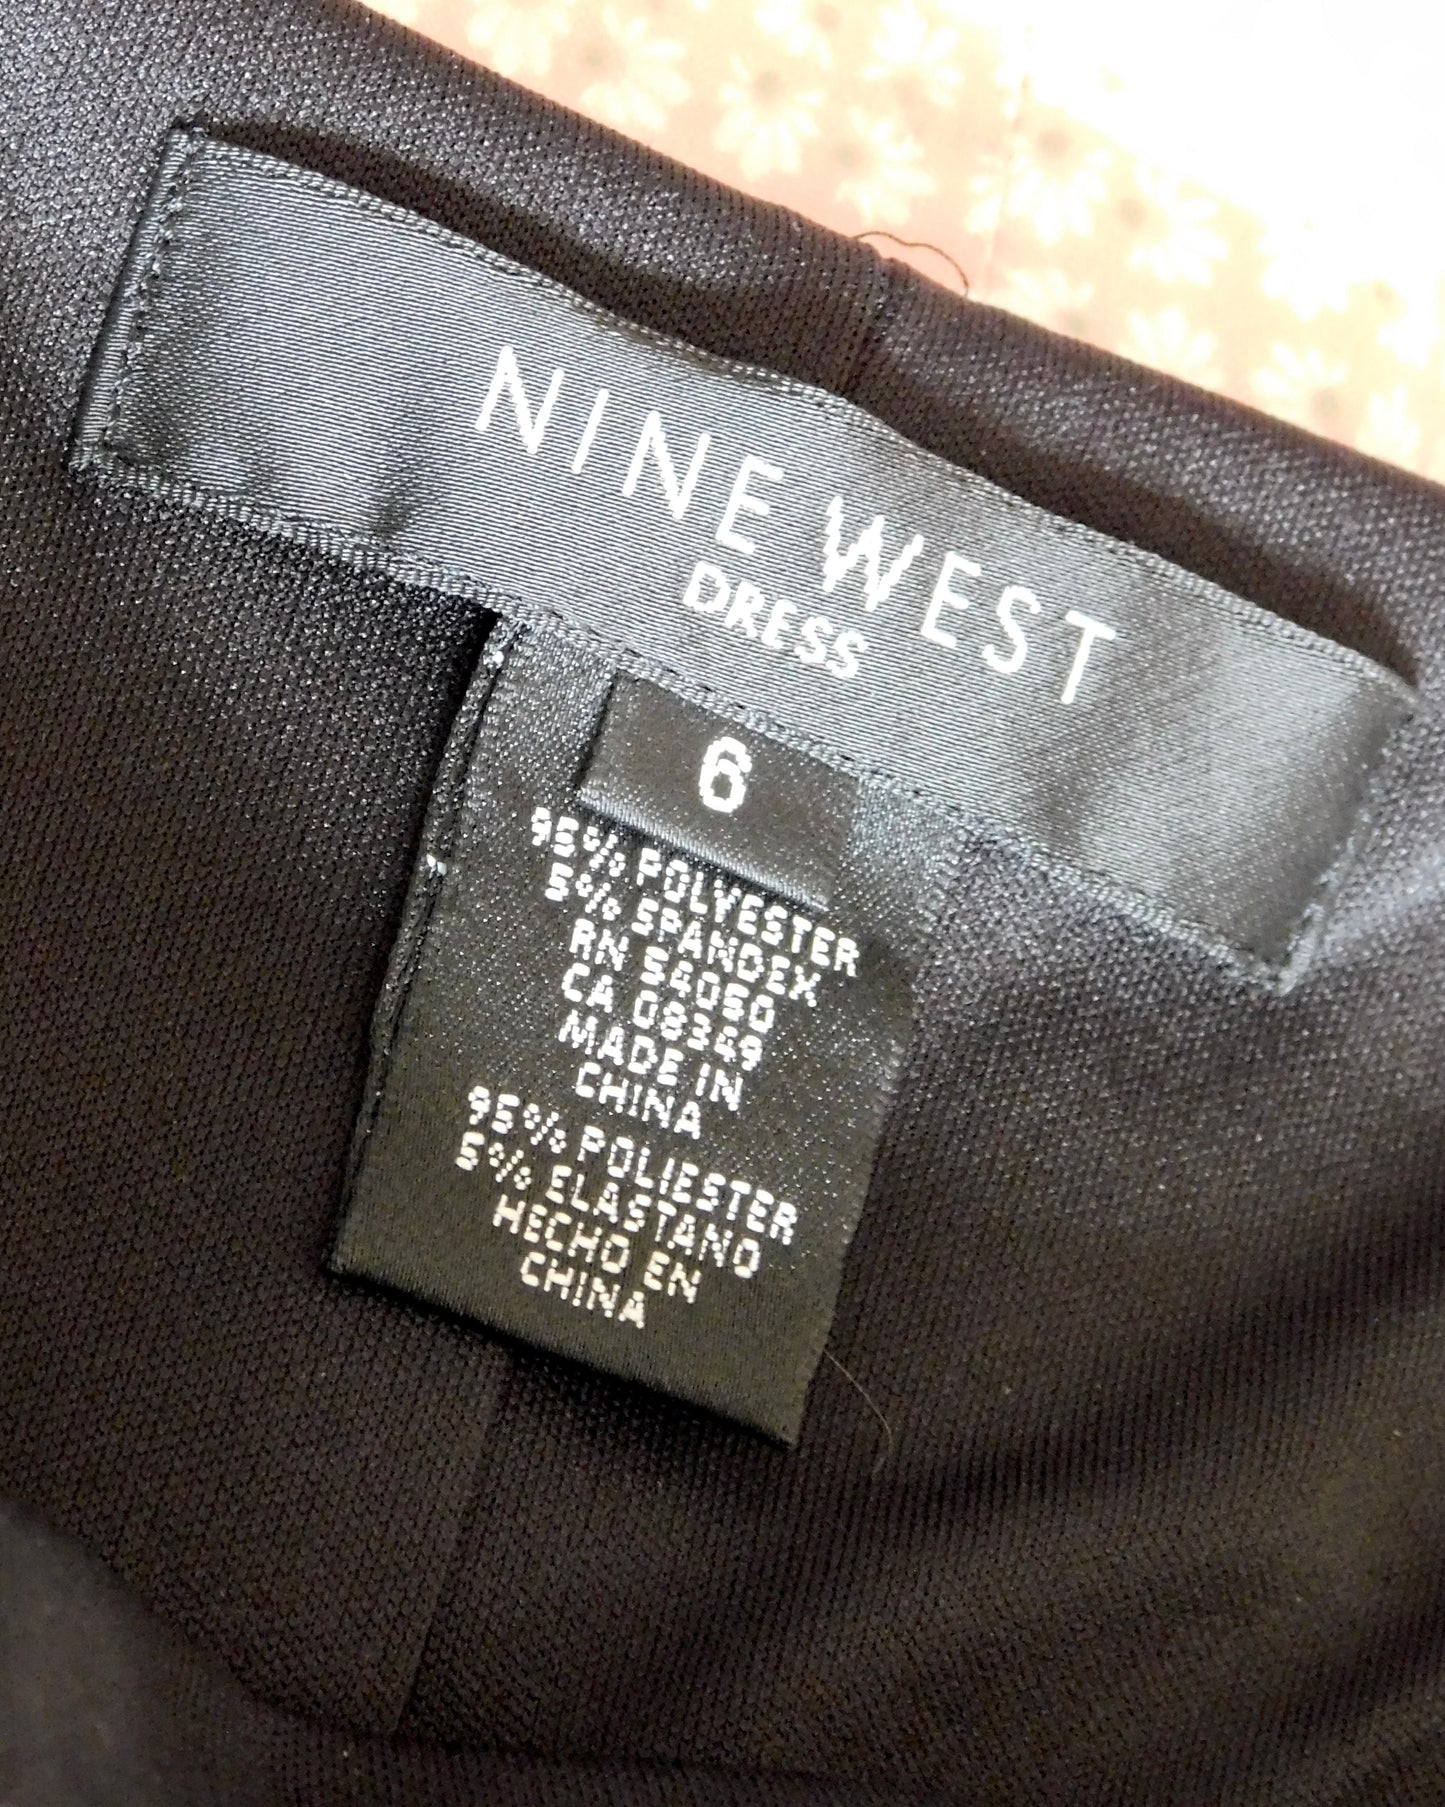 NINE WEST
DRESS
6
95% POLYESTER
5% SPANDEX
RN 54050
CA 08349
MADE IN
CHINA
95% POLIESTER
5% ELASTANO
HECHO EN
CHINA